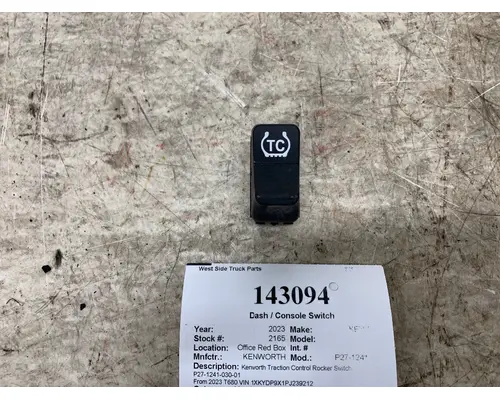 TC
West Side Truck Parts
143094
Dash / Console Switch
Year: 2023 Make:
Stock #: 2165 Model:
Location: Office Red Box Int. #
Mnfctr.: KENWORTH Mod.: P27-124
Description: Kenworth Traction Control Rocker Switch
P27-1241-030-01
From 2023 T680 VIN 1XKYDP9X1PJ239212